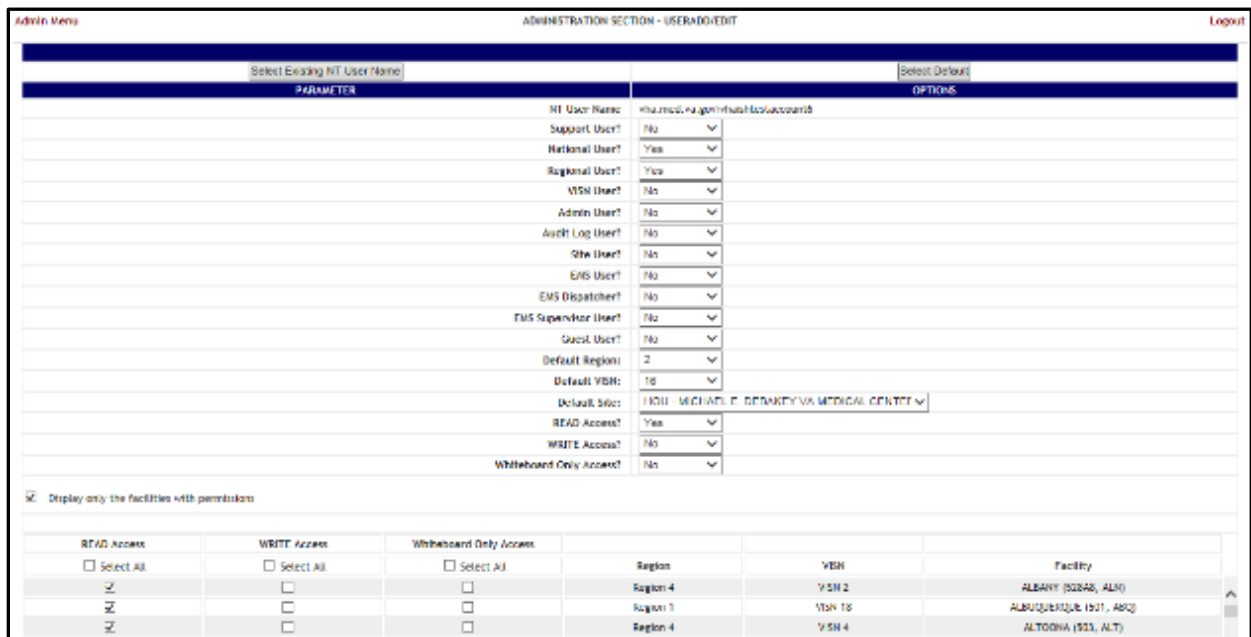 Admin Menu ADMINISTRATION SECTION - USERADD/EDIT Logout
Select Existing NT User Name Select Default
PARAMETER OPTIONS
NT User Name
Support User? No
National User? Yes
Regional User? Yes
VISN User? No
Admin User? No
Audit Log User? No
Site User? No
EMS User? No
EMS Dispatcher? No
EMS Supervisor User? No
Guest User? No
Default Region: 2
Default VISN: 16
Default Site: HOU - MICHAEL E. DEBAKEY VA MEDICAL CENTER
READ Access? Yes
WRITE Access? No
Whiteboard Only Access? No
Display only the facilities with permissions
READ Access WRITE Access Whiteboard Only Access
Select All Select All Select All Region VISN Facility
Region 4 VISN 2 ALBANY (528A8, ALN)
Region 1 VISN 18 ALBUQUERQUE (501, ABQ)
Region 4 VISN 4 ALTOONA (503, ALT)